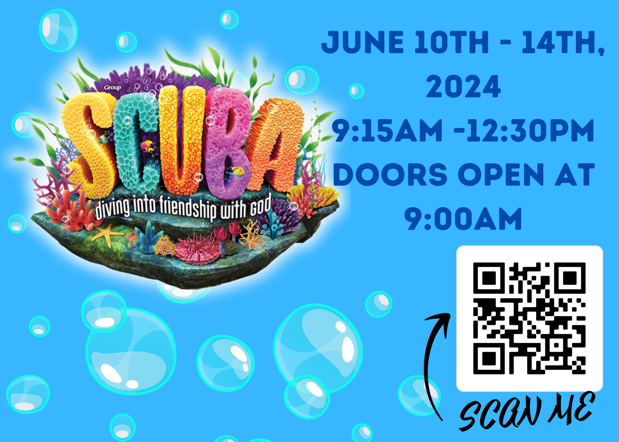 Group
SCUBA
diving into friendship with God
JUNE 10TH - 14TH,
2024
9:15AM -12:30PM
DOORS OPEN AT
9:00AM
SCAN ME